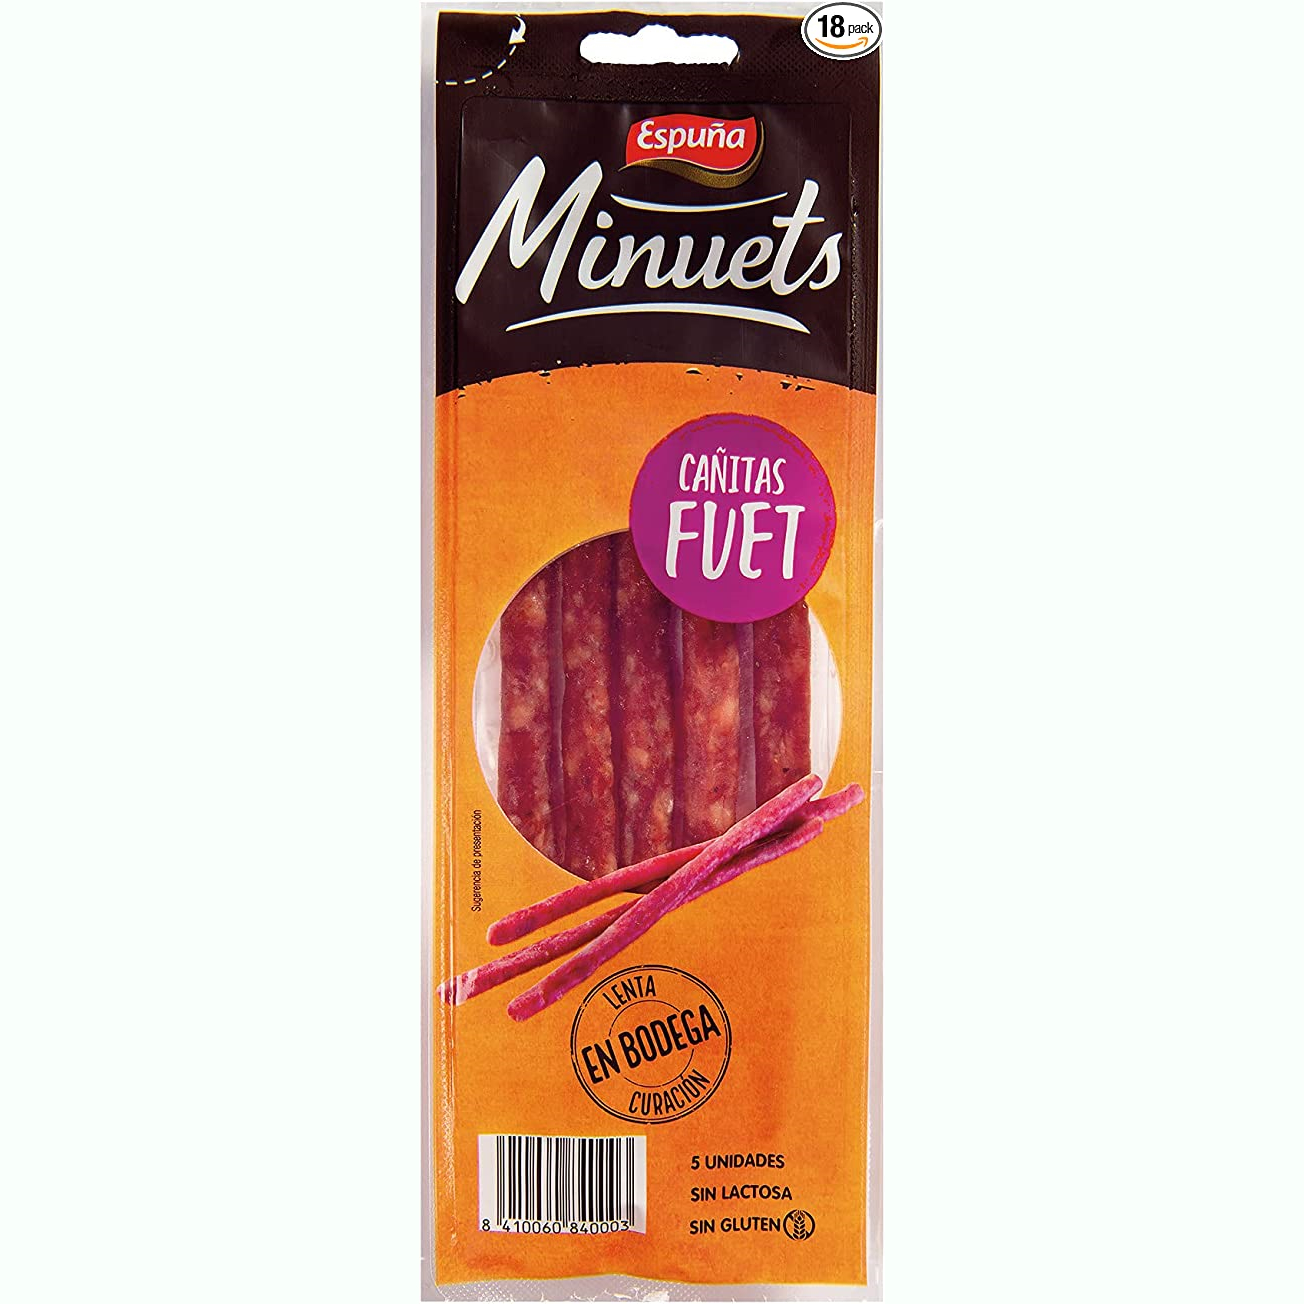 18 pack
Espuña
Minuets
CAÑITAS
FUET
Sugerencia de presentación
LENTA
EN BODEGA
CURACIÓN
5 UNIDADES
SIN LACTOSA
SIN GLUTEN
8 410060 840003